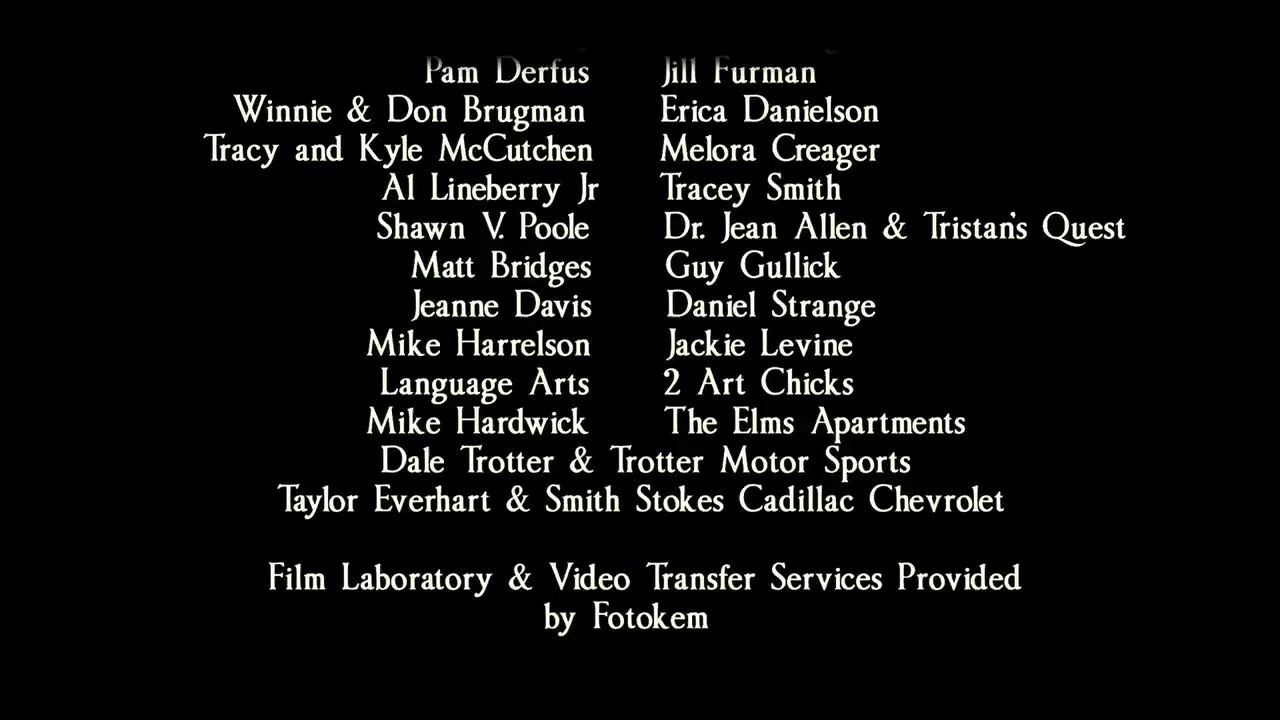 Pam Derfus Jill Furman
Winnie & Don Brugman Erica Danielson
Tracy and Kyle McCutchen Melora Creager
Al Lineberry Jr Tracey Smith
Shawn V. Poole Dr. Jean Allen & Tristan's Quest
Matt Bridges Guy Gullick
Jeanne Davis Daniel Strange
Mike Harrelson Jackie Levine
Language Arts 2 Art Chicks
Mike Hardwick The Elms Apartments
Dale Trotter & Trotter Motor Sports
Taylor Everhart & Smith Stokes Cadillac Chevrolet
Film Laboratory & Video Transfer Services Provided
by Fotokem